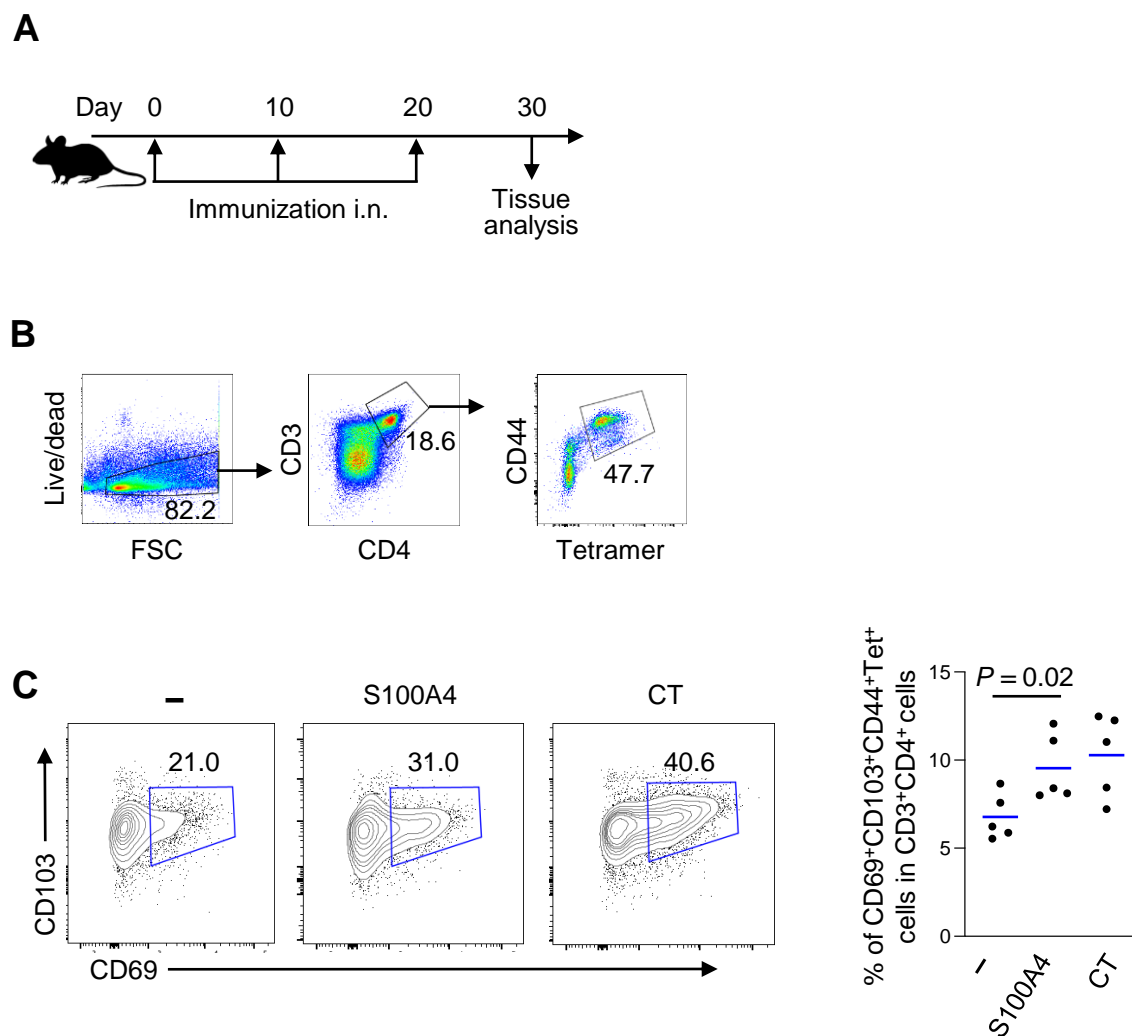 A
Day 0 10 20 30
Immunization i.n.
Tissue
analysis
B
Live/dead
82.2
FSC
CD3
18.6
CD4
CD44
47.7
Tetramer
C
–
21.0
S100A4
31.0
CT
40.6
CD103
CD69
% of CD69⁺CD103⁺CD44⁺Tet⁺
cells in CD3⁺CD4⁺ cells
15
10
5
0
P = 0.02
–
S100A4
CT